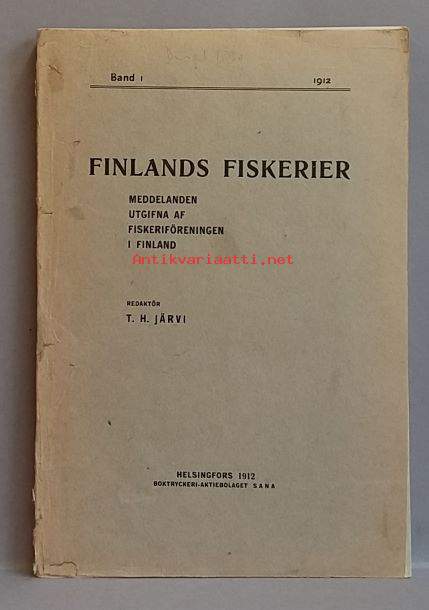 Band 1 1912
FINLANDS FISKERIER
MEDDELANDEN
UTGIFNA AF
FISKERIFÖRENINGEN
I FINLAND
Antikvariaatti.net
REDAKTÖR
T. H. JÄRVI
HELSINGFORS 1912
BOKTRYCKERI-AKTIEBOLAGET SANA